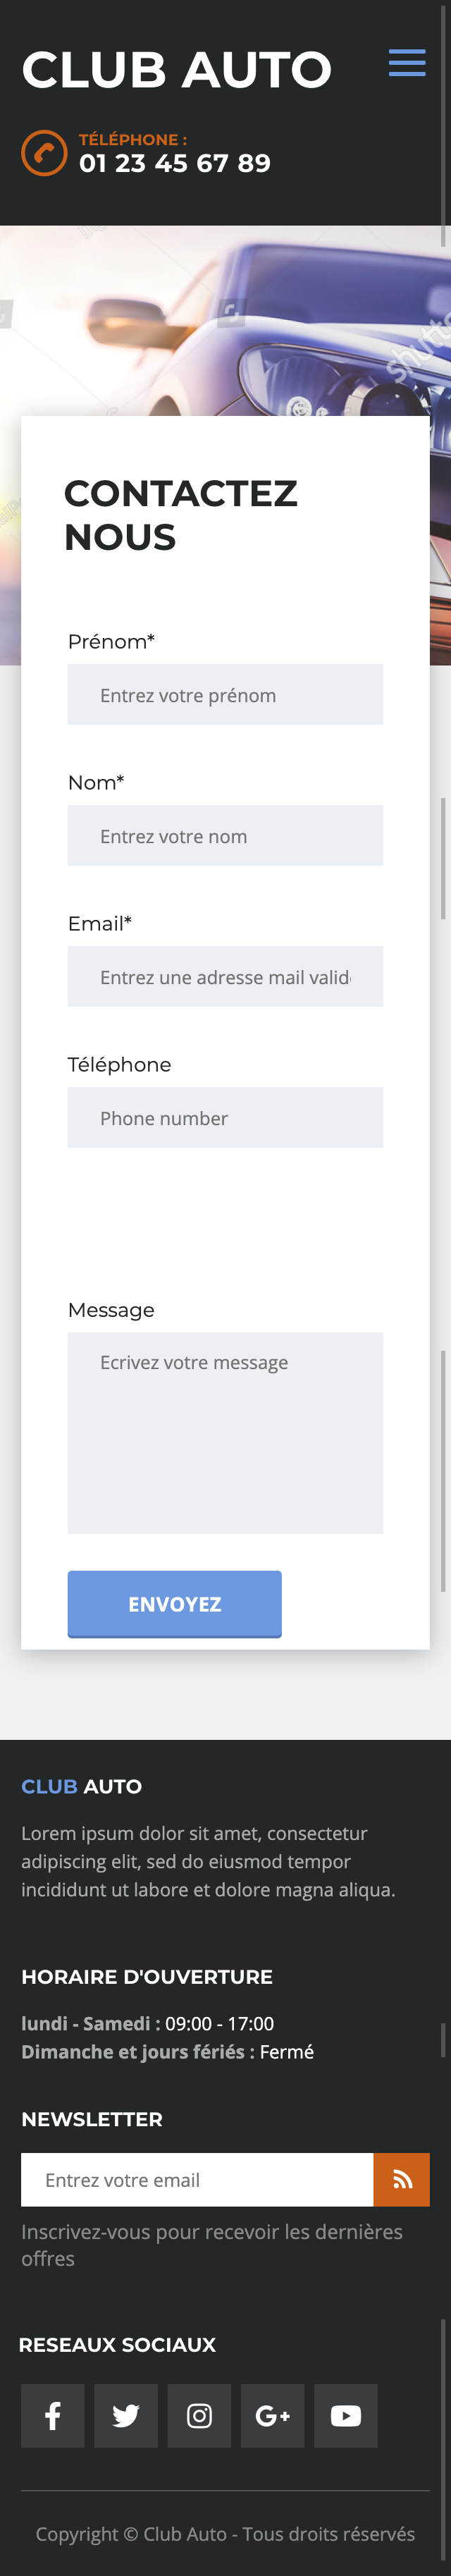 CLUB AUTO
TÉLÉPHONE :
01 23 45 67 89
CONTACTEZ
NOUS
Prénom*
Entrez votre prénom
Nom*
Entrez votre nom
Email*
Entrez une adresse mail valid
Téléphone
Phone number
Message
Ecrivez votre message
ENVOYEZ
CLUB AUTO
Lorem ipsum dolor sit amet, consectetur
adipiscing elit, sed do eiusmod tempor
incididunt ut labore et dolore magna aliqua.
HORAIRE D'OUVERTURE
lundi - Samedi : 09:00 - 17:00
Dimanche et jours fériés : Fermé
NEWSLETTER
Entrez votre email
Inscrivez-vous pour recevoir les dernières
offres
RESEAUX SOCIAUX
Copyright © Club Auto - Tous droits réservés